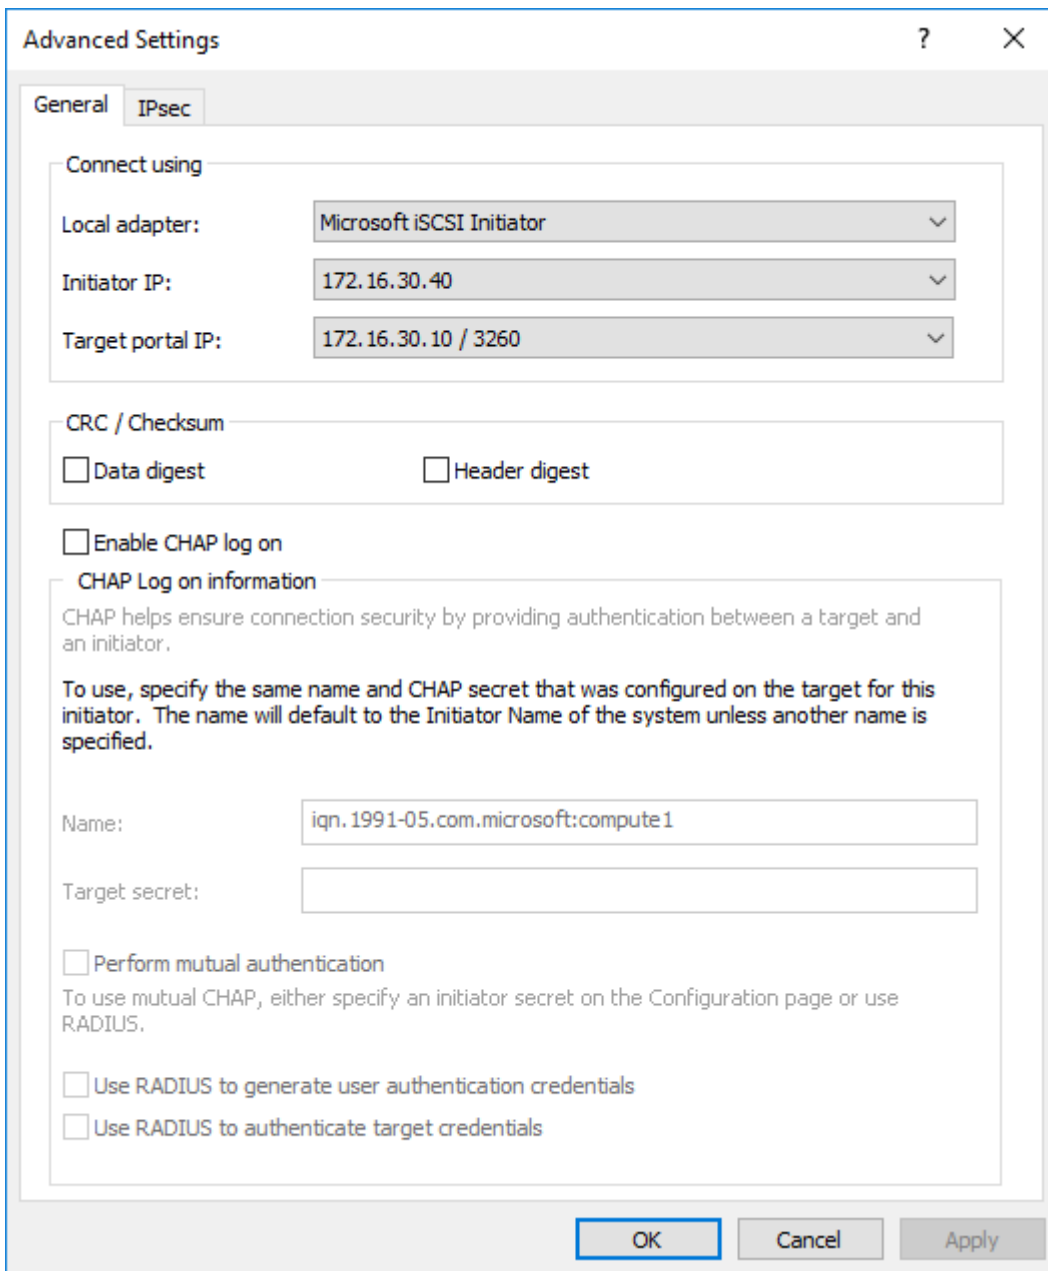 Advanced Settings
?
General
IPsec
Connect using
Local adapter:
Microsoft iSCSI Initiator
Initiator IP:
172.16.30.40
Target portal IP:
172.16.30.10 / 3260
CRC / Checksum
Data digest
Header digest
Enable CHAP log on
CHAP Log on information
CHAP helps ensure connection security by providing authentication between a target and
an initiator.
To use, specify the same name and CHAP secret that was configured on the target for this
initiator.  The name will default to the Initiator Name of the system unless another name is
specified.
Name:
iqn.1991-05.com.microsoft:compute1
Target secret:
Perform mutual authentication
To use mutual CHAP, either specify an initiator secret on the Configuration page or use
RADIUS.
Use RADIUS to generate user authentication credentials
Use RADIUS to authenticate target credentials
OK
Cancel
Apply